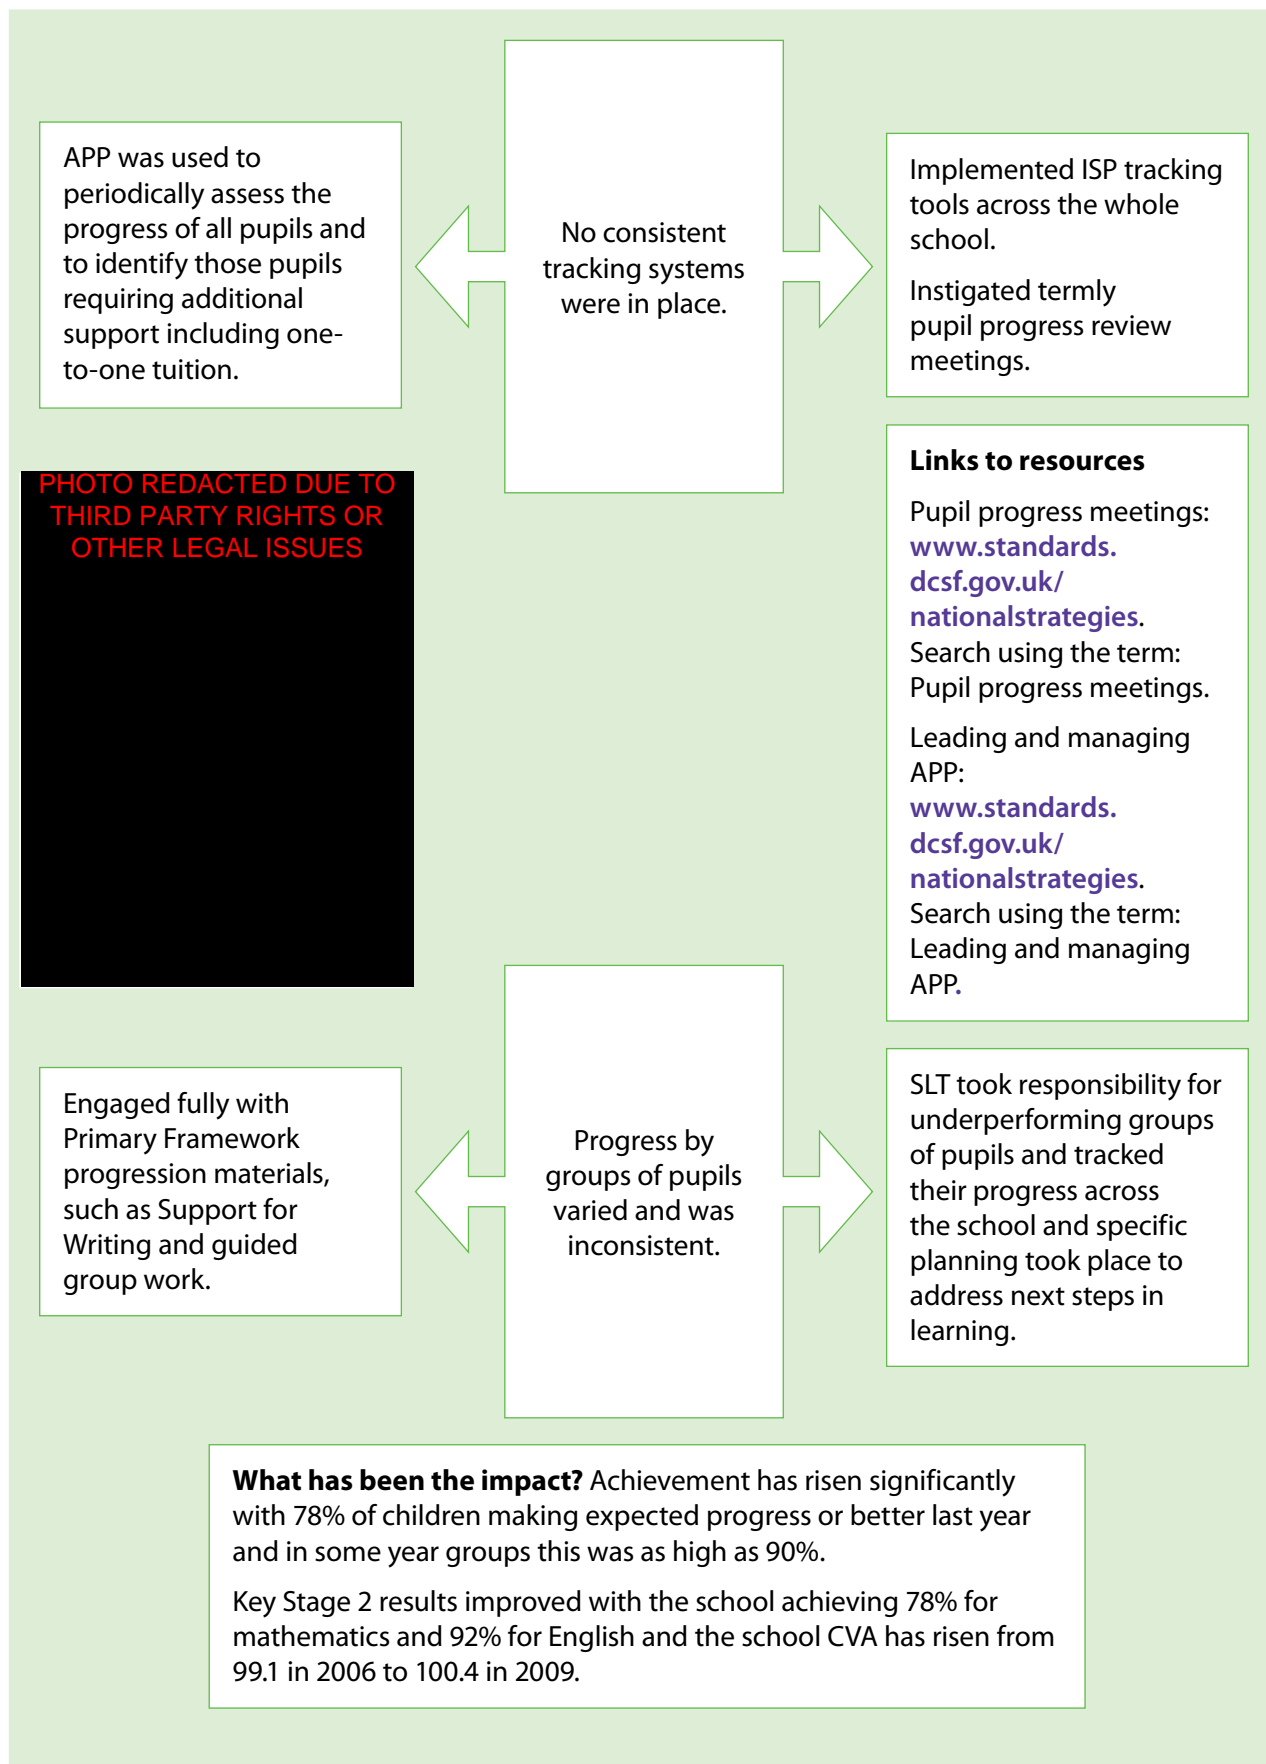 APP was used to
periodically assess the
progress of all pupils and
to identify those pupils
requiring additional
support including one-
to-one tuition.
No consistent
tracking systems
were in place.
Implemented ISP tracking
tools across the whole
school.
Instigated termly
pupil progress review
meetings.
PHOTO REDACTED DUE TO
THIRD PARTY RIGHTS OR
OTHER LEGAL ISSUES
Links to resources
Pupil progress meetings:
www.standards.
dcsf.gov.uk/
nationalstrategies.
Search using the term:
Pupil progress meetings.
Leading and managing
APP:
www.standards.
dcsf.gov.uk/
nationalstrategies.
Search using the term:
Leading and managing
APP.
Engaged fully with
Primary Framework
progression materials,
such as Support for
Writing and guided
group work.
Progress by
groups of pupils
varied and was
inconsistent.
SLT took responsibility for
underperforming groups
of pupils and tracked
their progress across
the school and specific
planning took place to
address next steps in
learning.
What has been the impact? Achievement has risen significantly
with 78% of children making expected progress or better last year
and in some year groups this was as high as 90%.
Key Stage 2 results improved with the school achieving 78% for
mathematics and 92% for English and the school CVA has risen from
99.1 in 2006 to 100.4 in 2009.